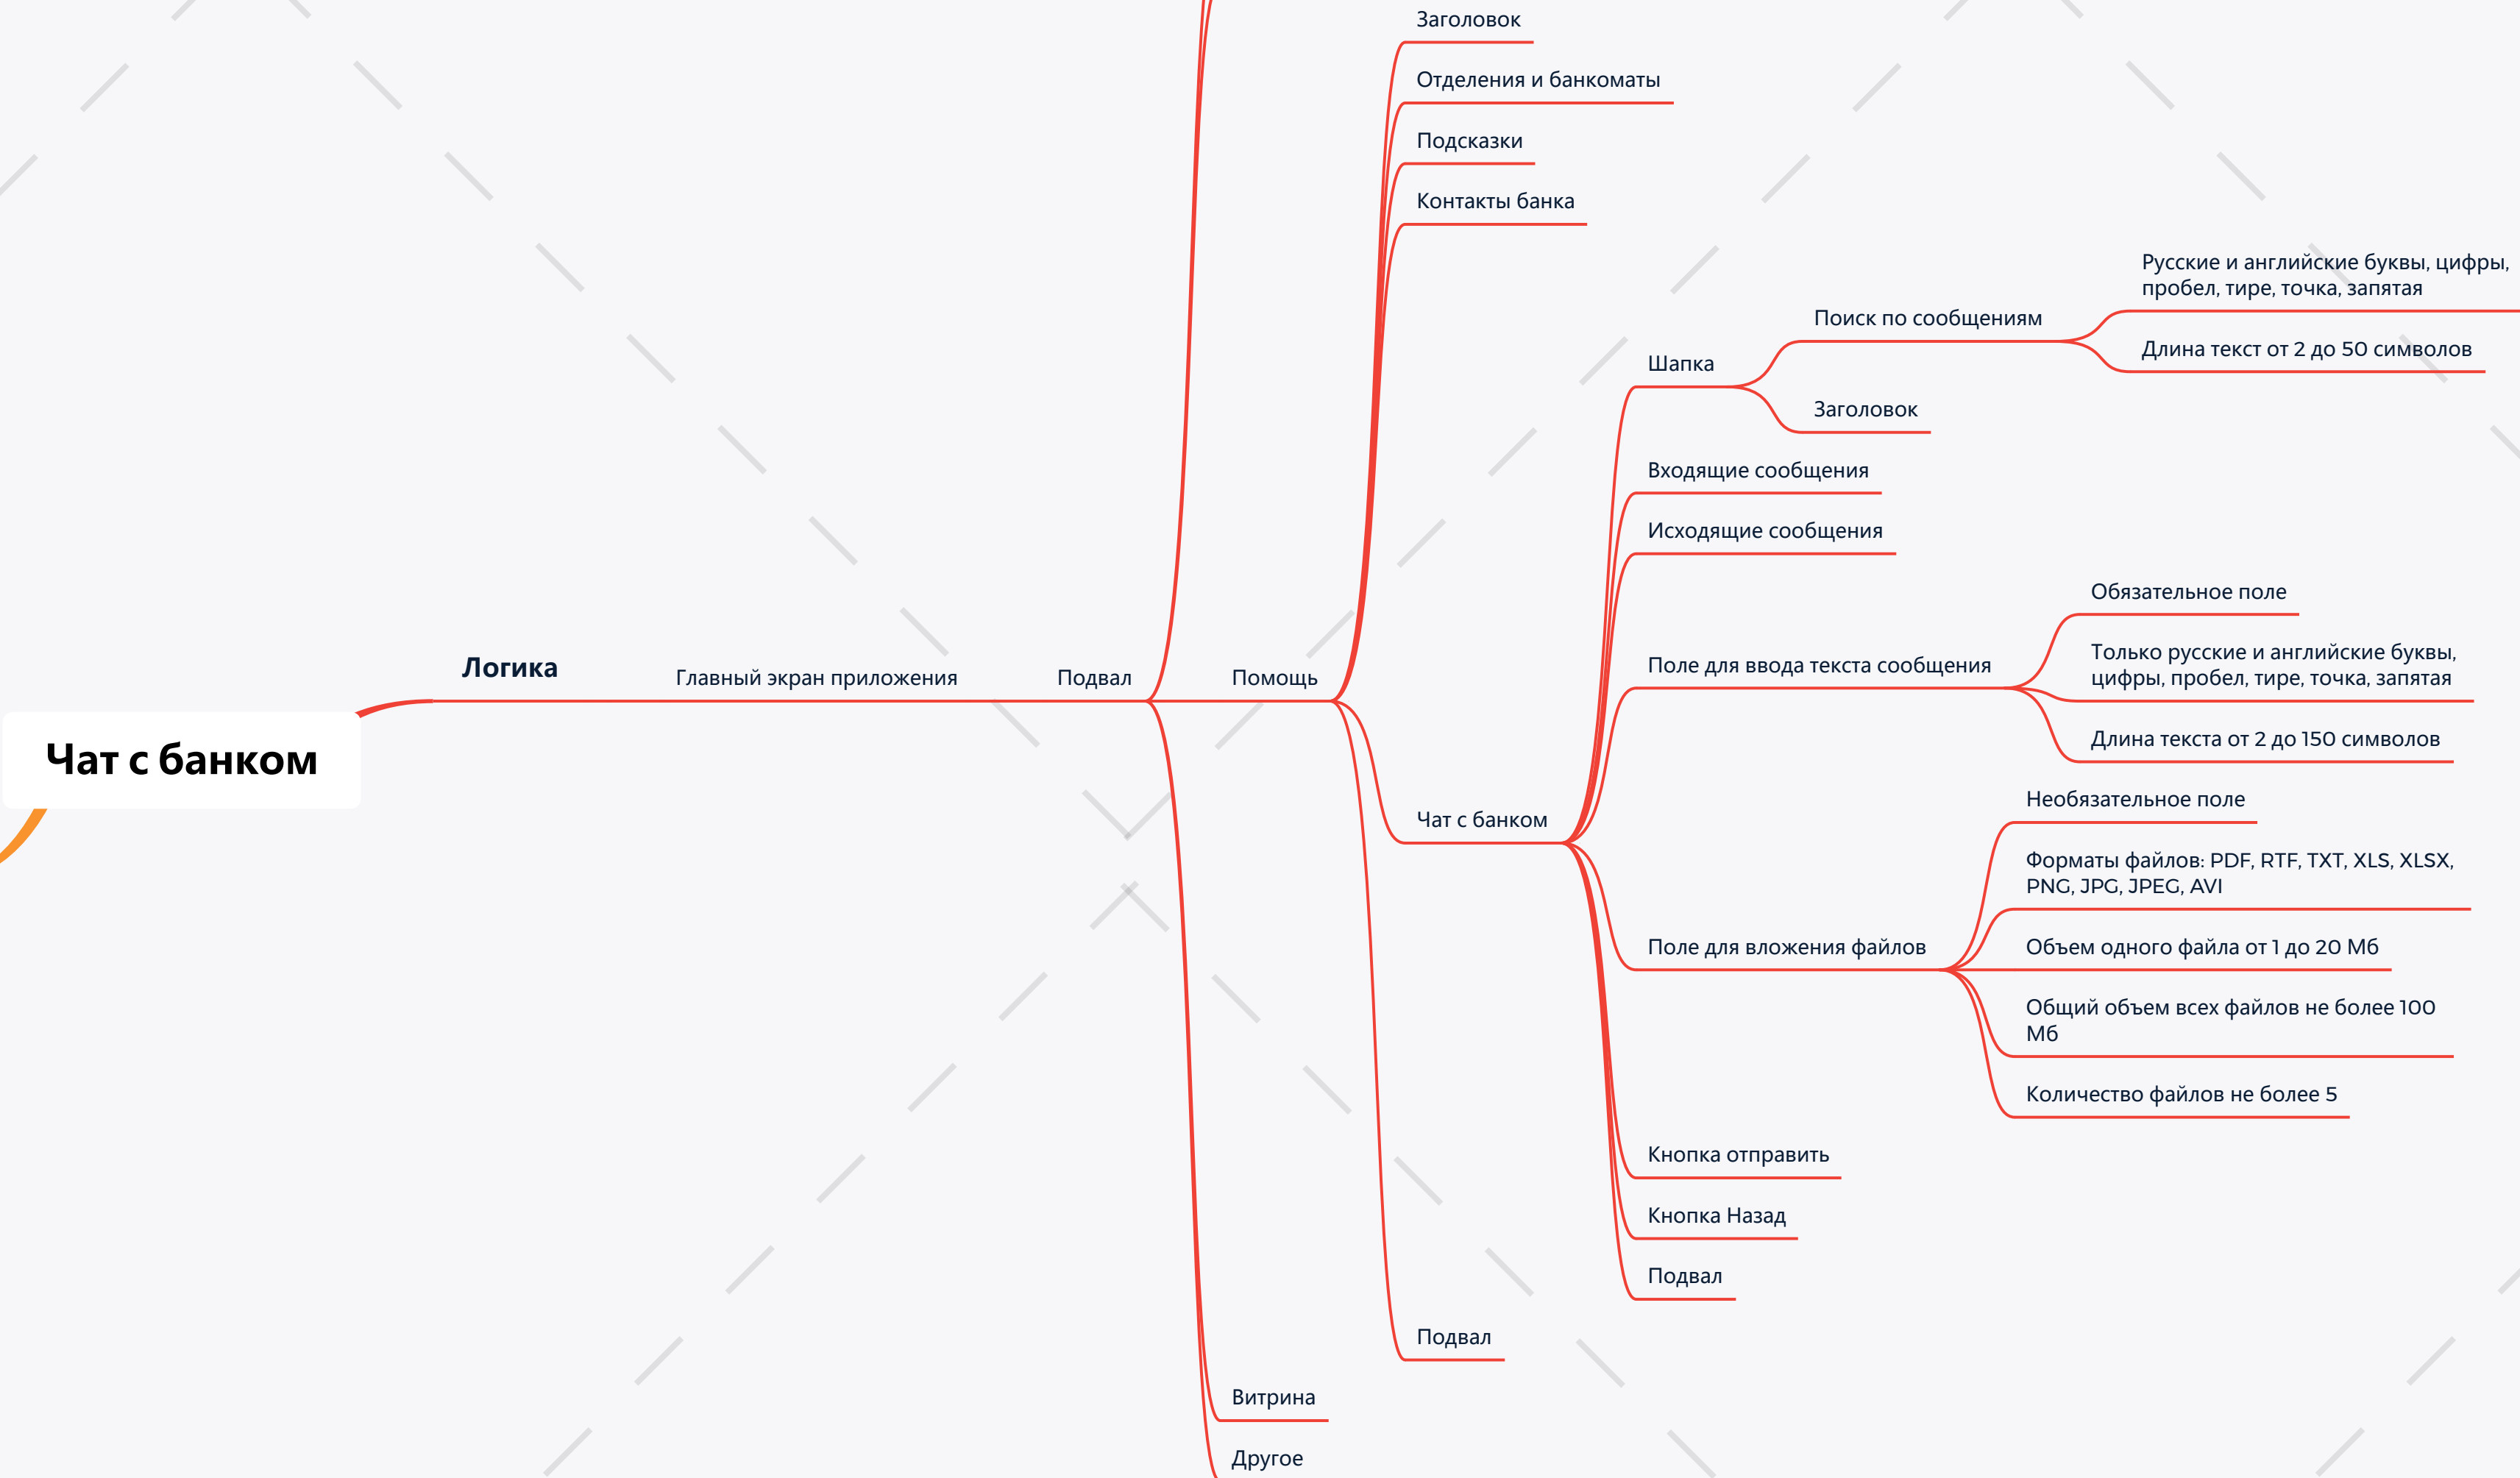 Заголовок
Отделения и банкоматы
Подсказки
Контакты банка
Русские и английские буквы, цифры,
пробел, тире, точка, запятая
Поиск по сообщениям
Длина текст от 2 до 50 символов
Шапка
Заголовок
Входящие сообщения
Исходящие сообщения
Обязательное поле
Только русские и английские буквы,
цифры, пробел, тире, точка, запятая
Поле для ввода текста сообщения
Длина текста от 2 до 150 символов
Логика
Главный экран приложения
Подвал
Помощь
Чат с банком
Чат с банком
Необязательное поле
Форматы файлов: PDF, RTF, TXT, XLS, XLSX,
PNG, JPG, JPEG, AVI
Поле для вложения файлов
Объем одного файла от 1 до 20 Мб
Общий объем всех файлов не более 100
Мб
Количество файлов не более 5
Кнопка отправить
Кнопка Назад
Подвал
Подвал
Витрина
Другое